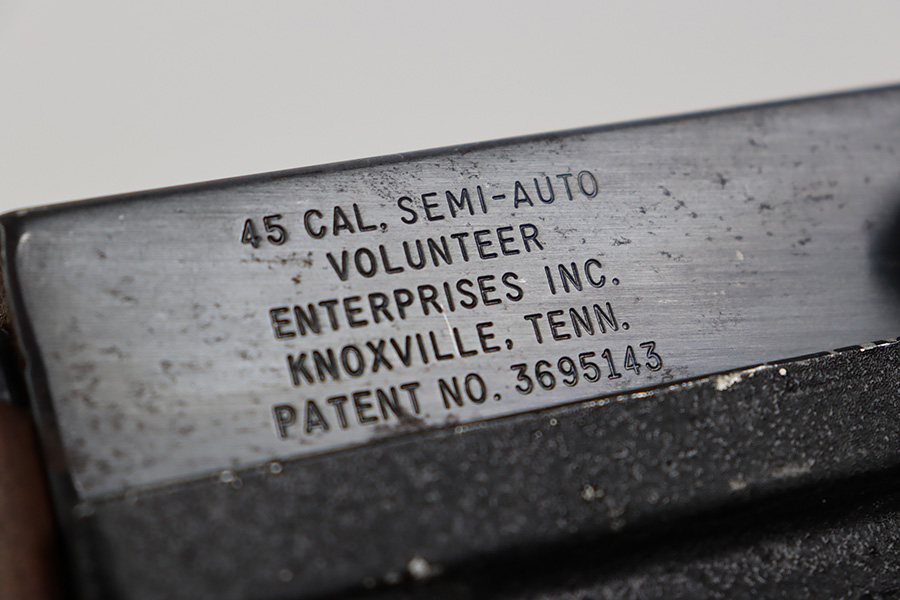 45 CAL. SEMI-AUTO
VOLUNTEER
ENTERPRISES INC.
KNOXVILLE, TENN.
PATENT NO. 3695143